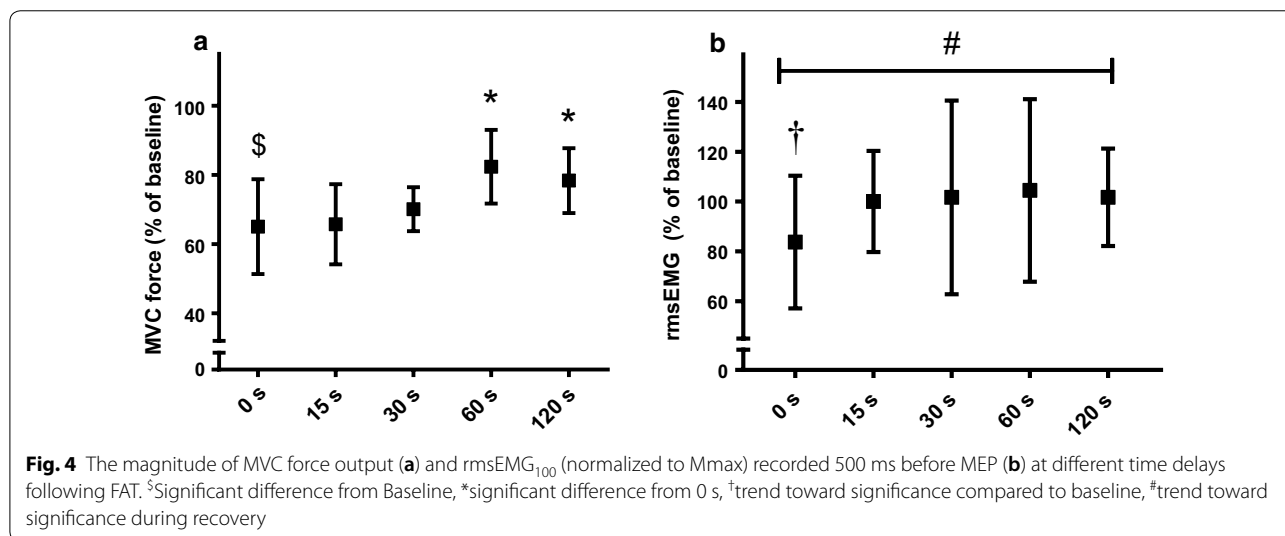 a
MVC force (% of baseline)
100
80
60
40
0
$
*
*
0 s
15 s
30 s
60 s
120 s
b
rmsEMG (% of baseline)
140
120
100
80
60
0
#
†
0 s
15 s
30 s
60 s
120 s
Fig. 4 The magnitude of MVC force output (a) and rmsEMG₁₀₀ (normalized to Mmax) recorded 500 ms before MEP (b) at different time delays
following FAT. $Significant difference from Baseline, *significant difference from 0 s, †trend toward significance compared to baseline, #trend toward
significance during recovery